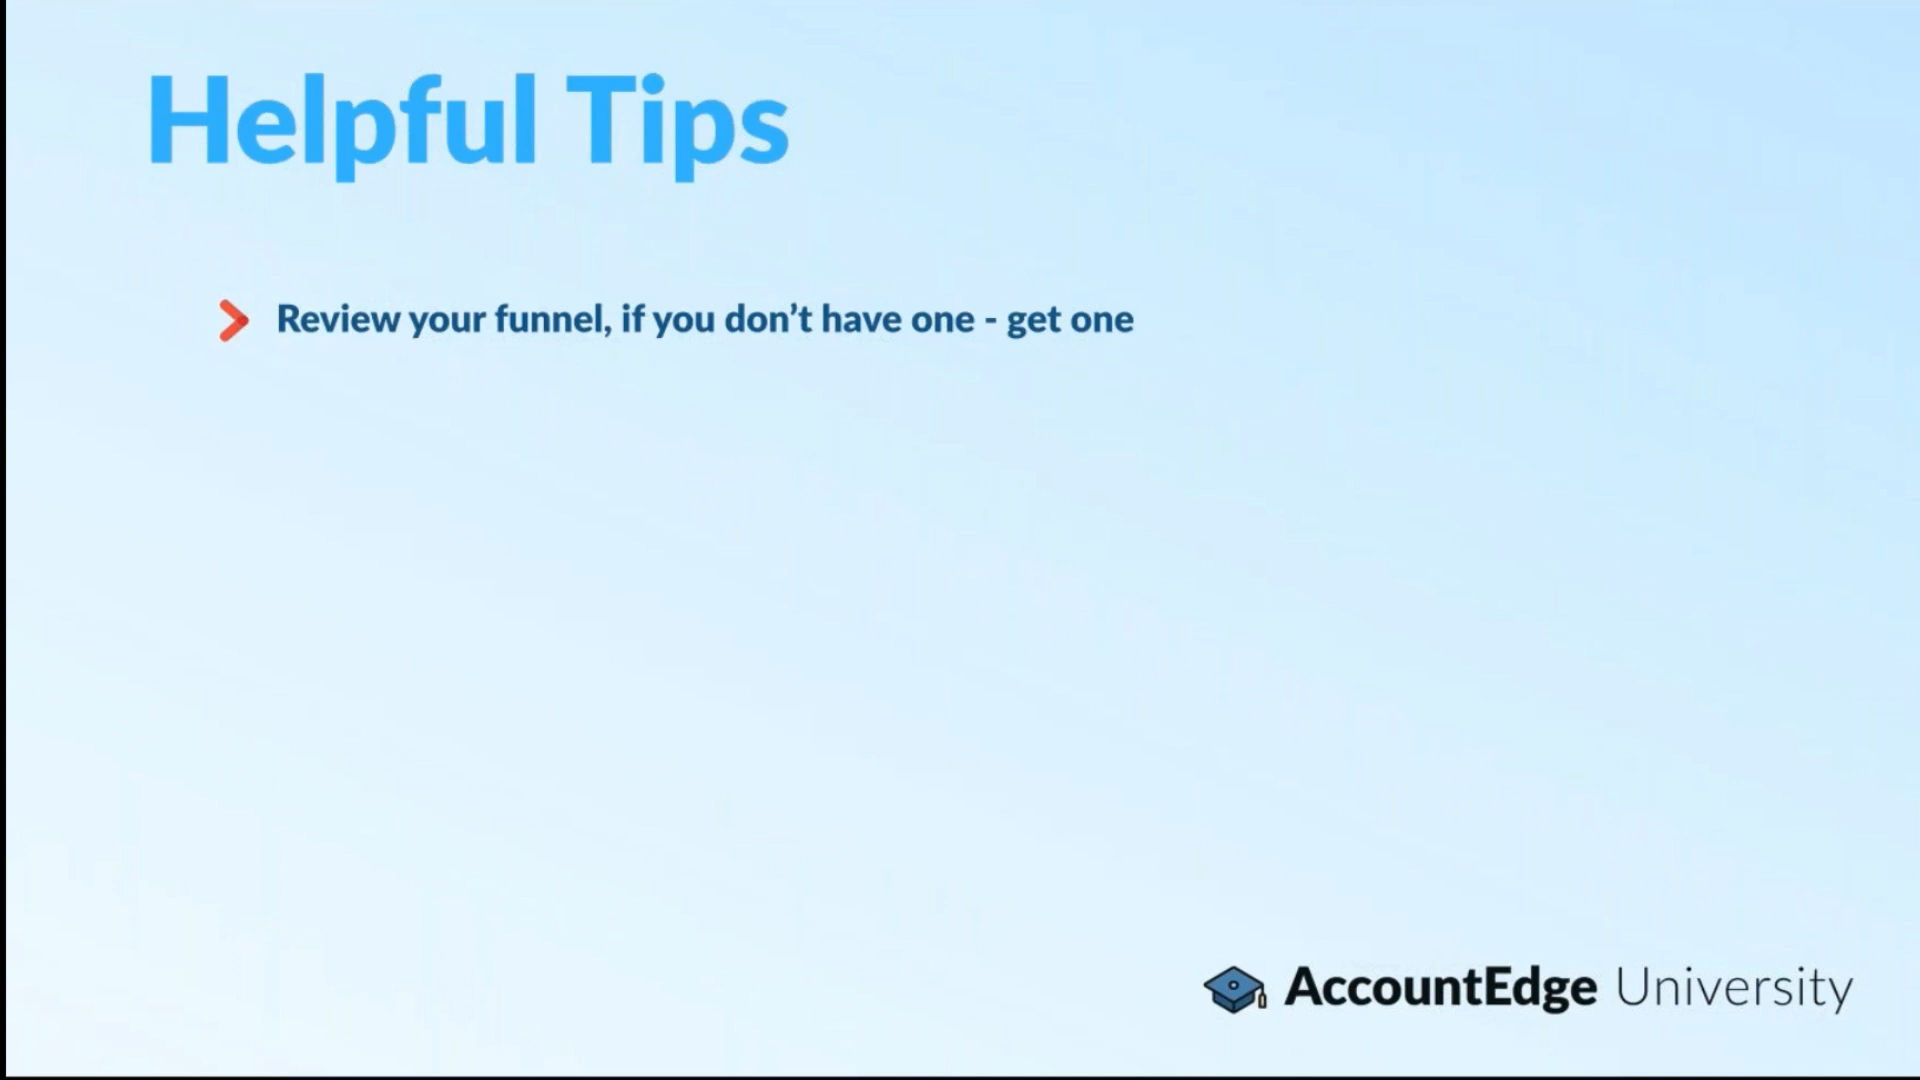 Helpful Tips
Review your funnel, if you don’t have one - get one
AccountEdge University